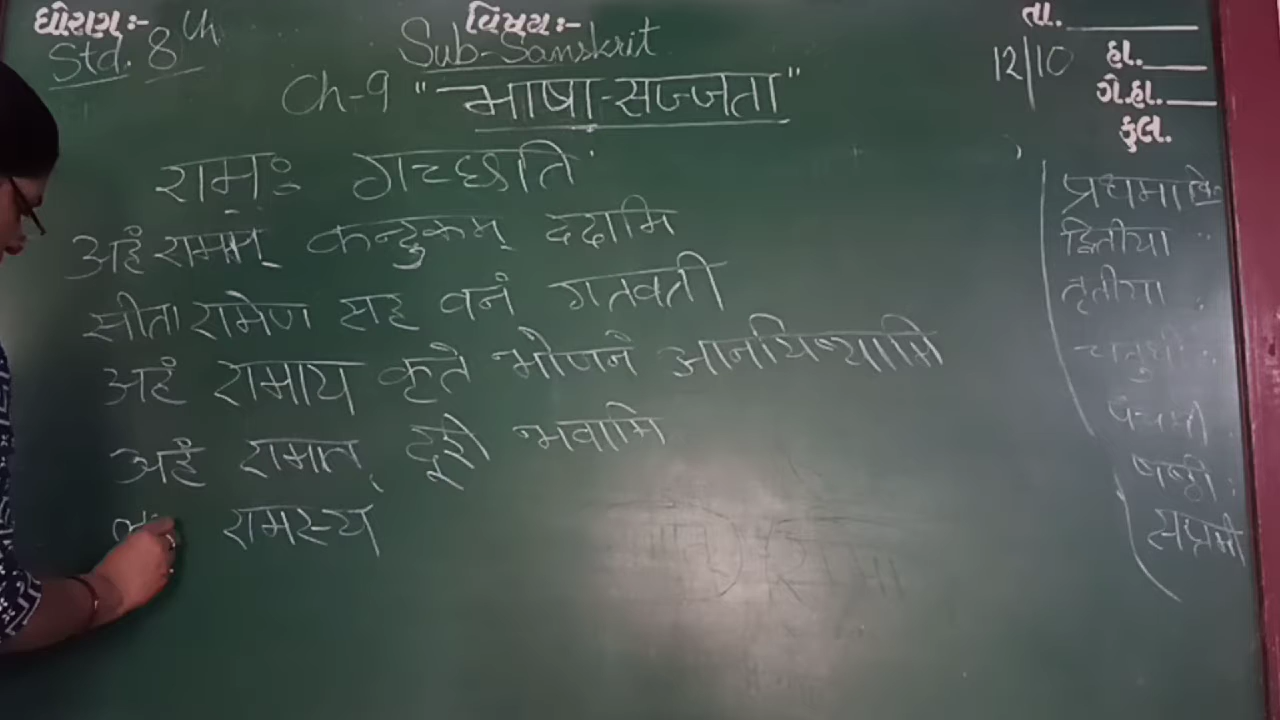 ધોરણ:- વિષય:- તા.
Std. 8th Sub-Sanskrit
12/10 હા.
Ch-9 "भाषा-सज्जता"
ગે.હા.
કુલ.
रामः गच्छति
अहं रामम् कन्दुकम् ददामि
सीता रामेण सह वनं गतवती
अहं रामाय कृते भोजनं आनयिष्यामि
अहं रामात् दूरी भवामि
रामस्य
प्रथमा वि.
द्वितीया
तृतीया
चतुर्थी
पंचमी
षष्ठी
सप्तमी